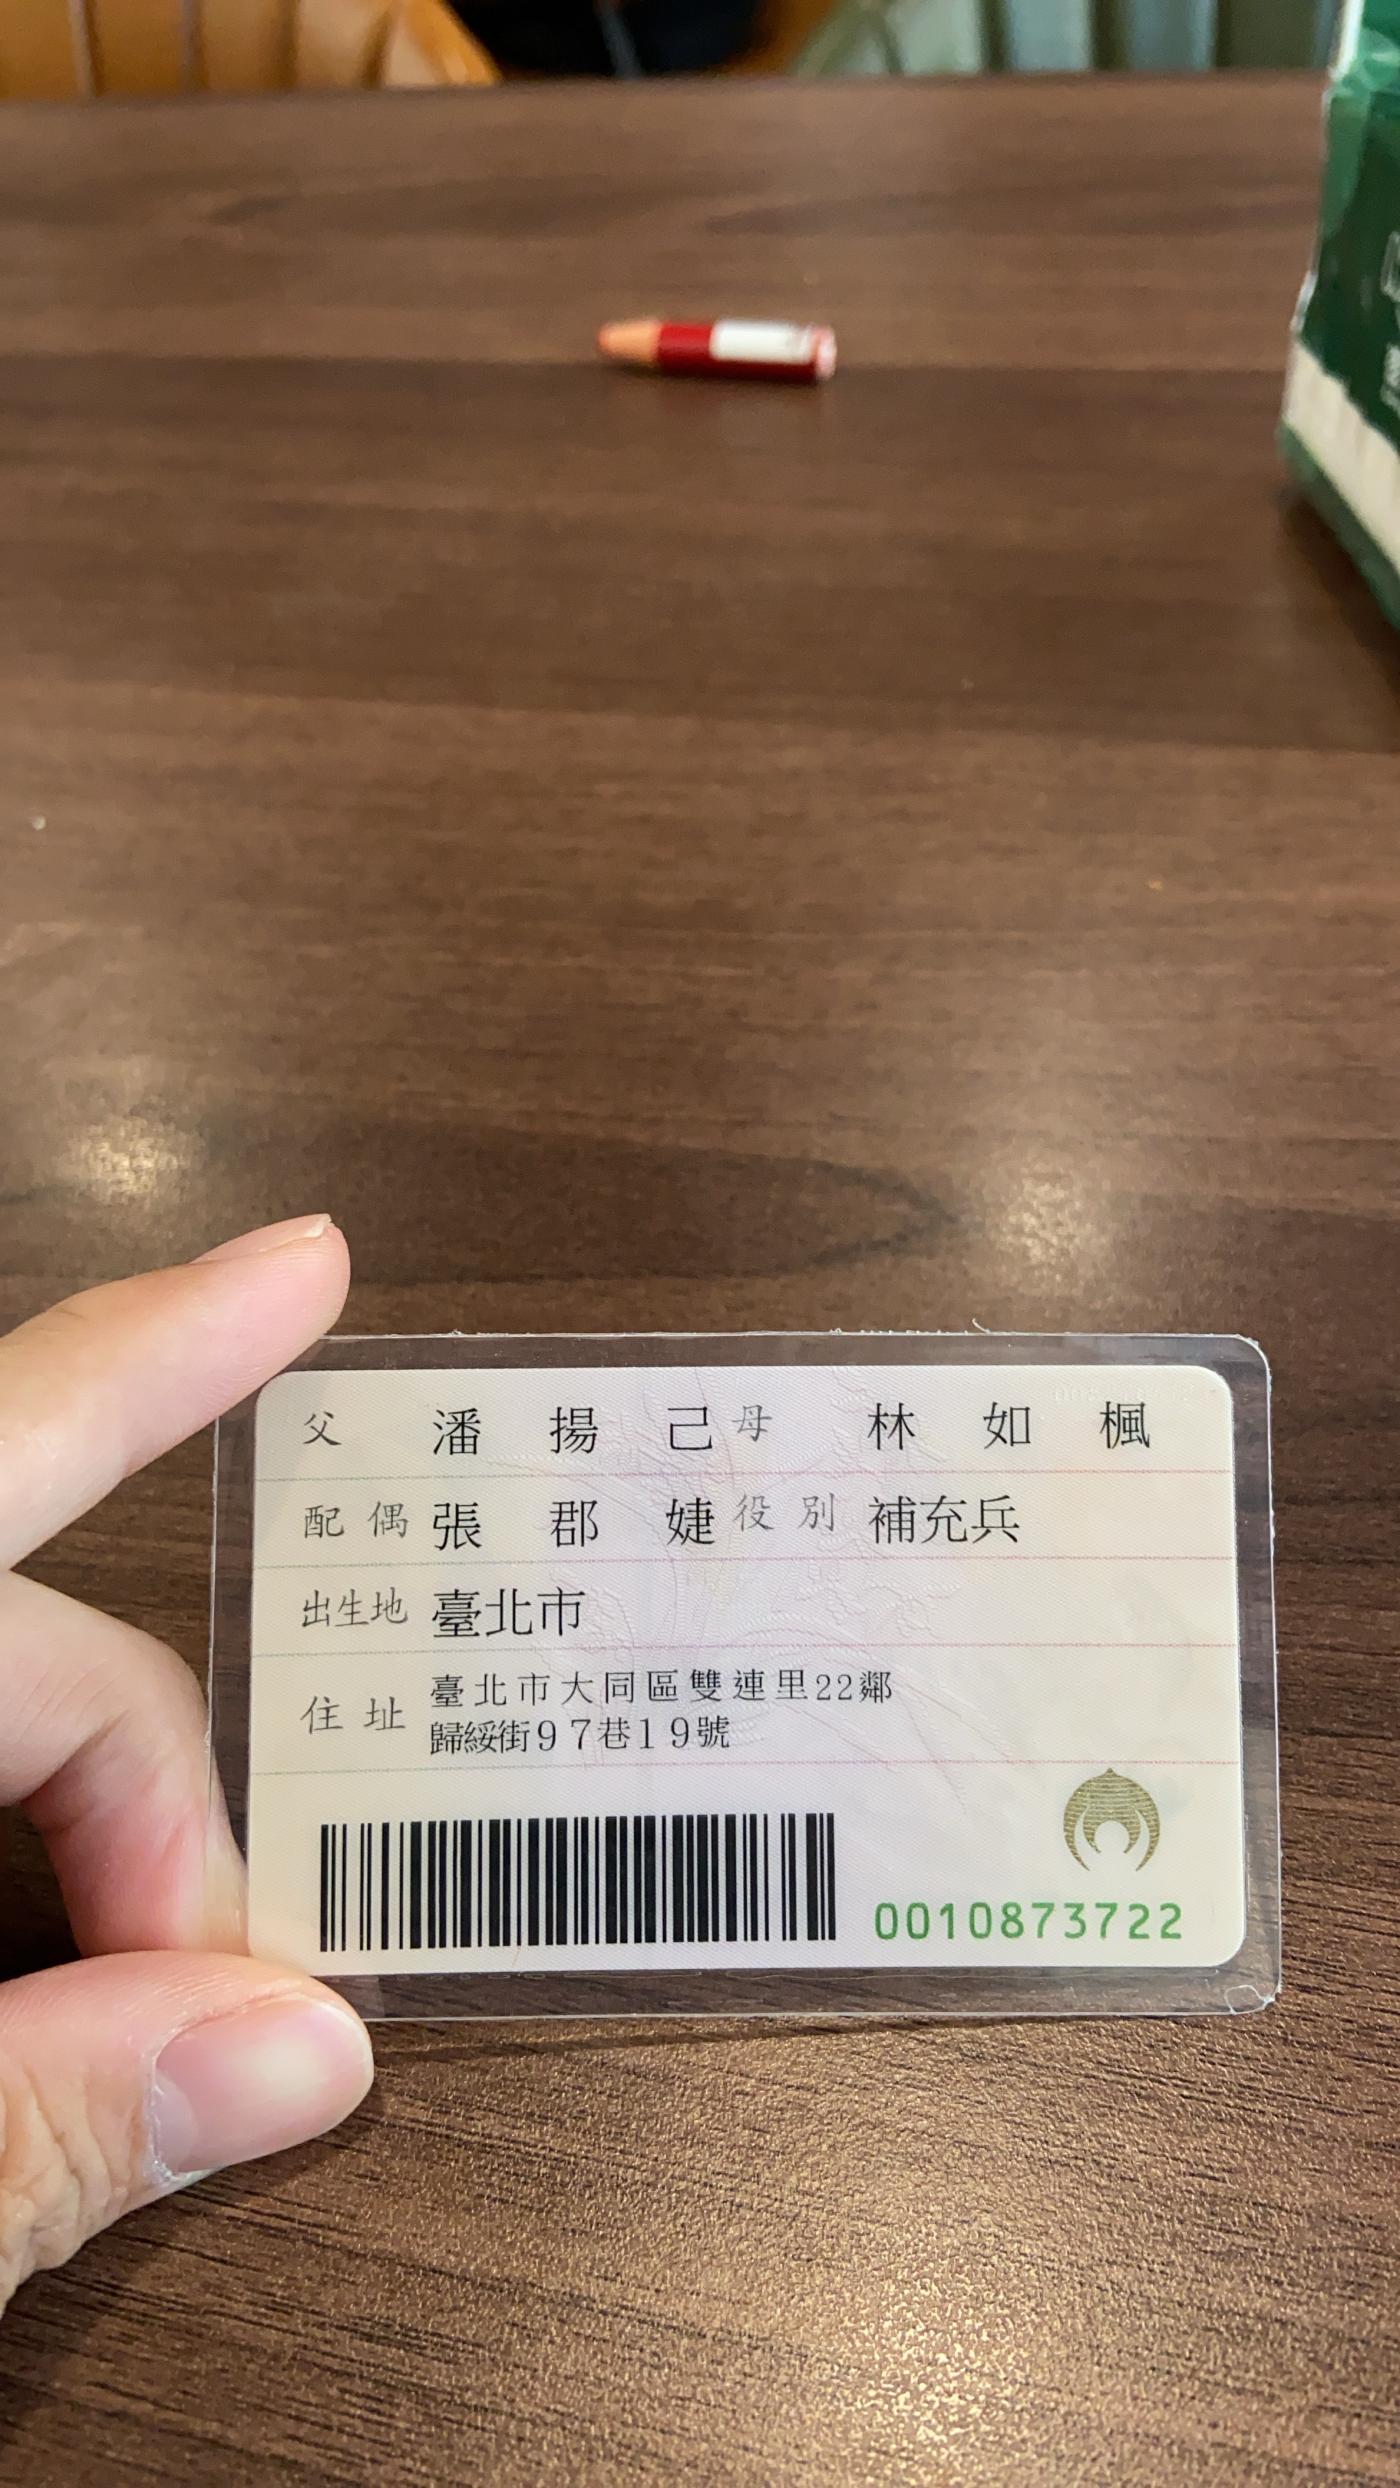 父 潘揚己 母 林如楓
配偶 張郡婕 役別 補充兵
出生地 臺北市
住址 臺北市大同區雙連里22鄰
歸綏街97巷19號
0010873722